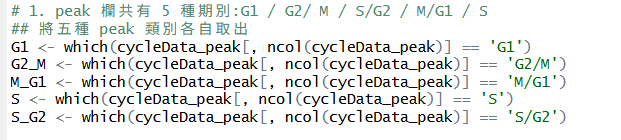 # 1. peak 欄共有 5 種期別:G1 / G2/ M / S/G2 / M/G1 / S
## 將五種 peak 類別各自取出
G1 <- which(cycleData_peak[, ncol(cycleData_peak)] == 'G1')
G2_M <- which(cycleData_peak[, ncol(cycleData_peak)] == 'G2/M')
M_G1 <- which(cycleData_peak[, ncol(cycleData_peak)] == 'M/G1')
S <- which(cycleData_peak[, ncol(cycleData_peak)] == 'S')
S_G2 <- which(cycleData_peak[, ncol(cycleData_peak)] == 'S/G2')